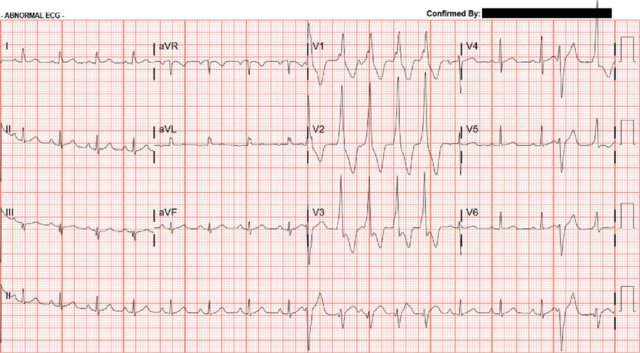 - ABNORMAL ECG -
Confirmed By:
I aVR V1 V4
II aVL V2 V5
III aVF V3 V6
II